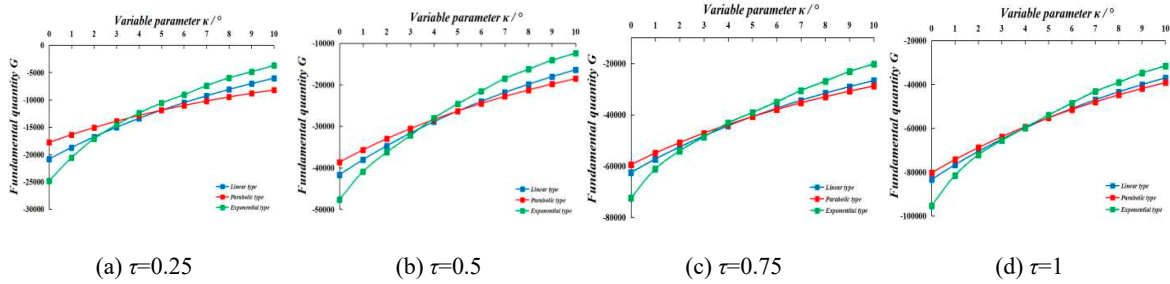 Variable parameter κ / °
0 1 2 3 4 5 6 7 8 9 10
0
-5000
-10000
-15000
-20000
-25000
-30000
Fundamental quantity G
Linear type
Parabolic type
Exponential type
(a) τ=0.25
Variable parameter κ / °
0 1 2 3 4 5 6 7 8 9 10
-10000
-20000
-30000
-40000
-50000
Fundamental quantity G
Linear type
Parabolic type
Exponential type
(b) τ=0.5
Variable parameter κ / °
0 1 2 3 4 5 6 7 8 9 10
-20000
-40000
-60000
-80000
Fundamental quantity G
Linear type
Parabolic type
Exponential type
(c) τ=0.75
Variable parameter κ / °
0 1 2 3 4 5 6 7 8 9 10
-20000
-40000
-60000
-80000
-100000
Fundamental quantity G
Linear type
Parabolic type
Exponential type
(d) τ=1